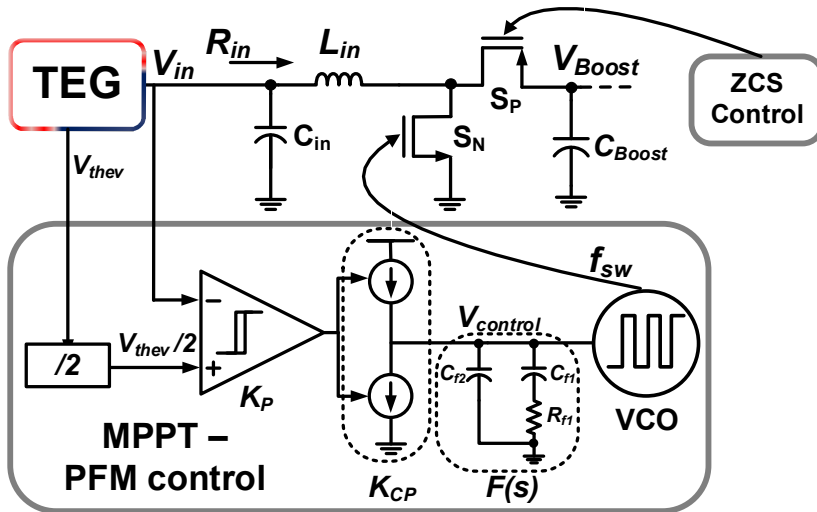 TEG
V_in
R_in
L_in
C_in
S_N
S_P
V_Boost
C_Boost
ZCS
Control
V_thev
/2
V_thev /2
−
+
K_P
K_CP
V_control
C_f2
C_f1
R_f1
F(s)
f_sw
VCO
MPPT –
PFM control